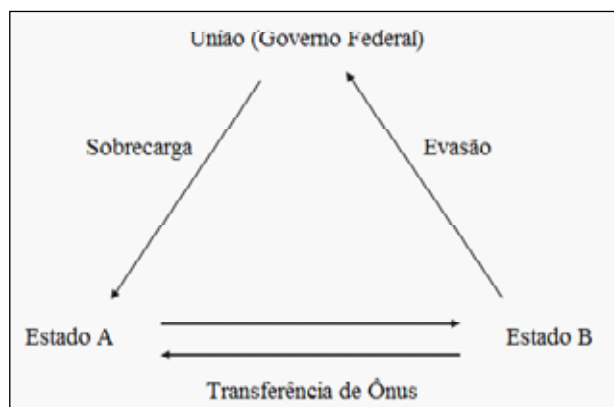 União (Governo Federal)
Sobrecarga
Evasão
Estado A
Estado B
Transferência de Ônus